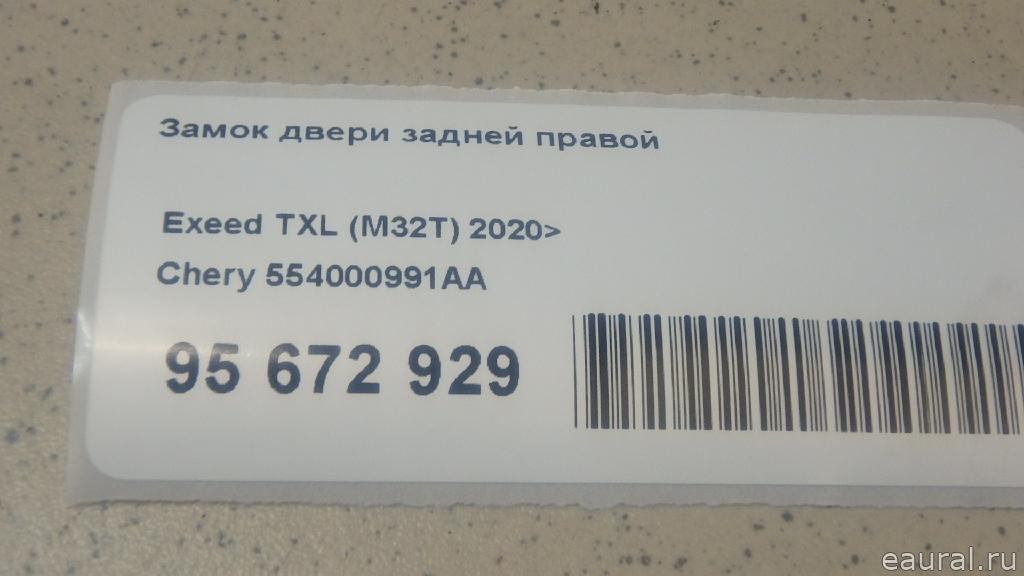 Замок двери задней правой
Exeed TXL (M32T) 2020>
Chery 554000991AA
95 672 929
eaural.ru